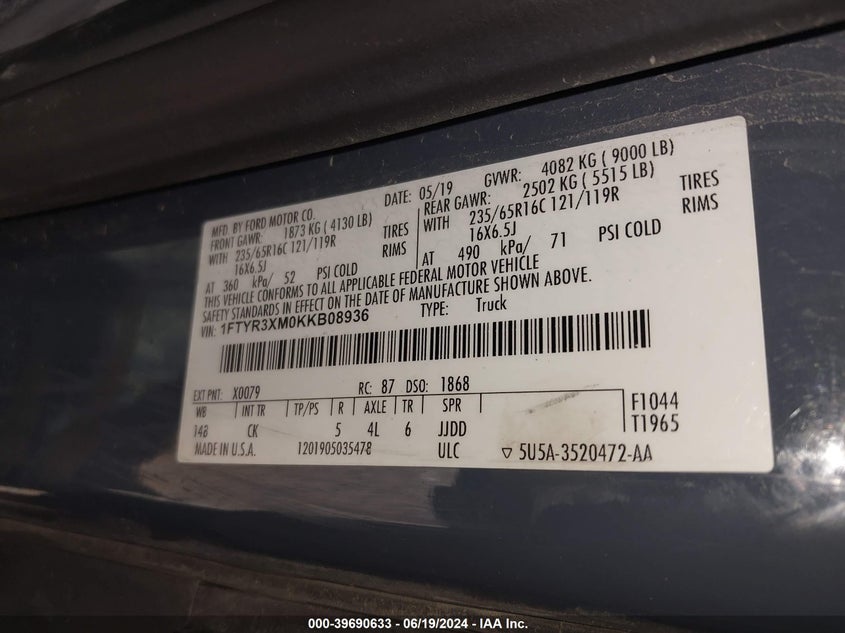 MFD. BY FORD MOTOR CO. DATE: 05/19 GVWR: 4082 KG ( 9000 LB)
FRONT GAWR: 1873 KG ( 4130 LB) REAR GAWR: 2502 KG ( 5515 LB)
WITH 235/65R16C 121/119R TIRES WITH 235/65R16C 121/119R TIRES
16X6.5J RIMS 16X6.5J RIMS
AT 360 kPa/ 52 PSI COLD AT 490 kPa/ 71 PSI COLD
THIS VEHICLE CONFORMS TO ALL APPLICABLE FEDERAL MOTOR VEHICLE
SAFETY STANDARDS IN EFFECT ON THE DATE OF MANUFACTURE SHOWN ABOVE.
VIN: 1FTYR3XM0KKB08936 TYPE: Truck
EXT PNT: X0079 RC: 87 DSO: 1868
WB INT TR TP/PS R AXLE TR SPR F1044
148 CK 5 4L 6 JJDD T1965
MADE IN U.S.A. 1201905035478 ULC ▽ 5U5A-3520472-AA
000-39690633 - 06/19/2024 - IAA Inc.